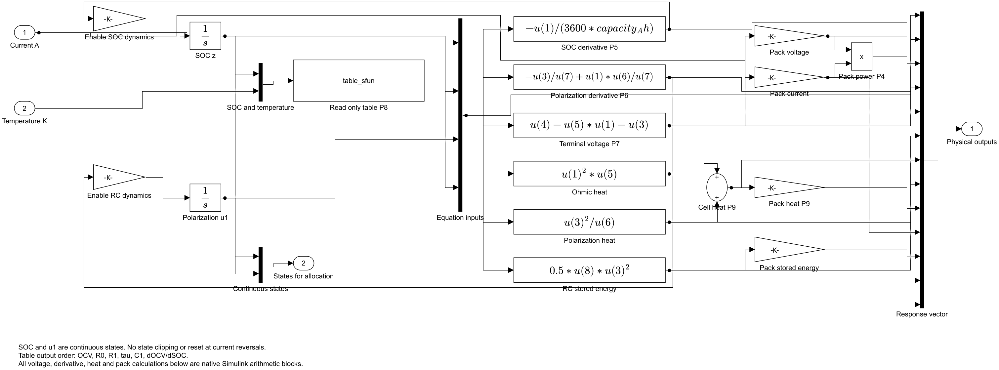 -K-
Enable SOC dynamics
1
Current A
1
s
SOC z
SOC and temperature
table_sfun
Read only table P8
2
Temperature K
-K-
Enable RC dynamics
1
s
Polarization u1
Continuous states
2
States for allocation
Equation inputs
−u(1)/(3600 ∗ capacity_A h)
SOC derivative P5
−u(3)/u(7) + u(1) ∗ u(6)/u(7)
Polarization derivative P6
u(4) − u(5) ∗ u(1) − u(3)
Terminal voltage P7
u(1)² ∗ u(5)
Ohmic heat
u(3)²/u(6)
Polarization heat
0.5 ∗ u(8) ∗ u(3)²
RC stored energy
-K-
Pack voltage
x
Pack power P4
-K-
Pack current
+
+
Cell heat P9
-K-
Pack heat P9
-K-
Pack stored energy
Response vector
1
Physical outputs
SOC and u1 are continuous states. No state clipping or reset at current reversals.
Table output order: OCV, R0, R1, tau, C1, dOCV/dSOC.
All voltage, derivative, heat and pack calculations below are native Simulink arithmetic blocks.